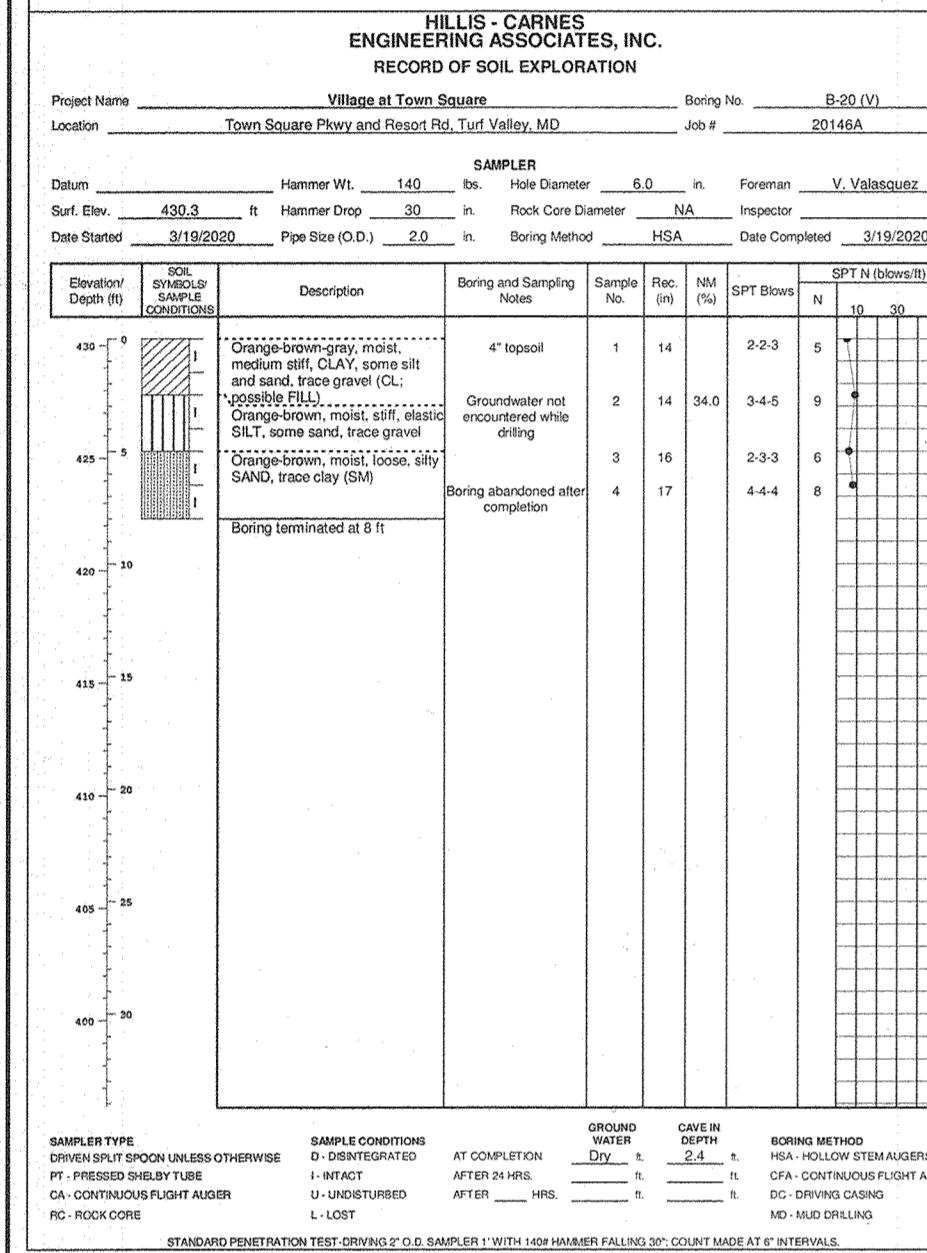 HILLIS - CARNES
ENGINEERING ASSOCIATES, INC.
RECORD OF SOIL EXPLORATION
Project Name Village at Town Square Boring No. B-20 (V)
Location Town Square Pkwy and Resort Rd, Turf Valley, MD Job # 20146A
SAMPLER
Datum Hammer Wt. 140 lbs. Hole Diameter 6.0 in. Foreman V. Valasquez
Surf. Elev. 430.3 ft Hammer Drop 30 in. Rock Core Diameter NA Inspector
Date Started 3/19/2020 Pipe Size (O.D.) 2.0 in. Boring Method HSA Date Completed 3/19/2020
Elevation/ Depth (ft) SOIL SYMBOLS/ SAMPLE CONDITIONS Description Boring and Sampling Notes Sample No. Rec. (in) NM (%) SPT Blows SPT N (blows/ft)
N 10 30
430 0 I Orange-brown-gray, moist, 4" topsoil 1 14 2-2-3 5
medium stiff, CLAY, some silt
and sand, trace gravel (CL;
possible FILL) I Groundwater not 2 14 34.0 3-4-5 9
Orange-brown, moist, stiff, elastic encountered while
SILT, some sand, trace gravel drilling
425 5 I Orange-brown, moist, loose, silty 3 16 2-3-3 6
SAND, trace clay (SM)
I Boring abandoned after 4 17 4-4-4 8
completion
Boring terminated at 8 ft
420 10
415 15
410 20
405 25
400 30
GROUND WATER CAVE IN DEPTH
SAMPLER TYPE SAMPLE CONDITIONS BORING METHOD
DRIVEN SPLIT SPOON UNLESS OTHERWISE D - DISINTEGRATED AT COMPLETION Dry ft. 2.4 ft. HSA - HOLLOW STEM AUGERS
PT - PRESSED SHELBY TUBE I - INTACT AFTER 24 HRS. ft. ft. CFA - CONTINUOUS FLIGHT A
CA - CONTINUOUS FLIGHT AUGER U - UNDISTURBED AFTER HRS. ft. ft. DC - DRIVING CASING
RC - ROCK CORE L - LOST MD - MUD DRILLING
STANDARD PENETRATION TEST-DRIVING 2" O.D. SAMPLER 1' WITH 140# HAMMER FALLING 30"; COUNT MADE AT 6" INTERVALS.